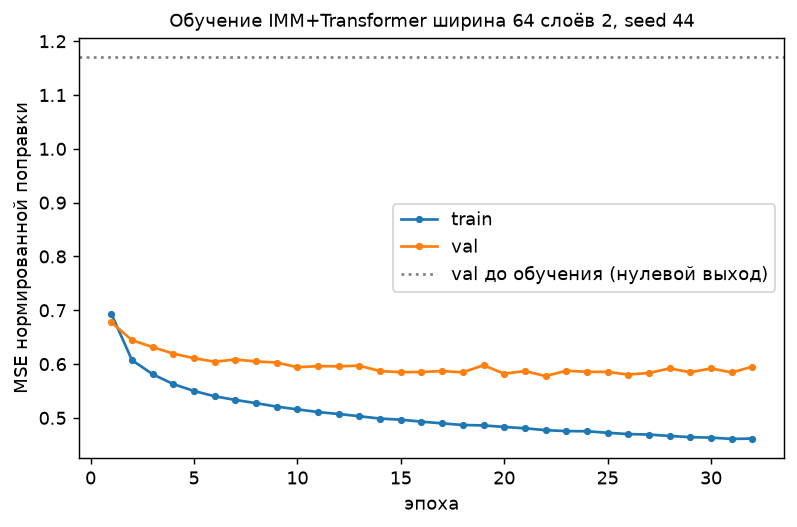 Обучение IMM+Transformer ширина 64 слоёв 2, seed 44
MSE нормированной поправки
1.2
1.1
1.0
0.9
0.8
0.7
0.6
0.5
train
val
val до обучения (нулевой выход)
0 5 10 15 20 25 30
эпоха